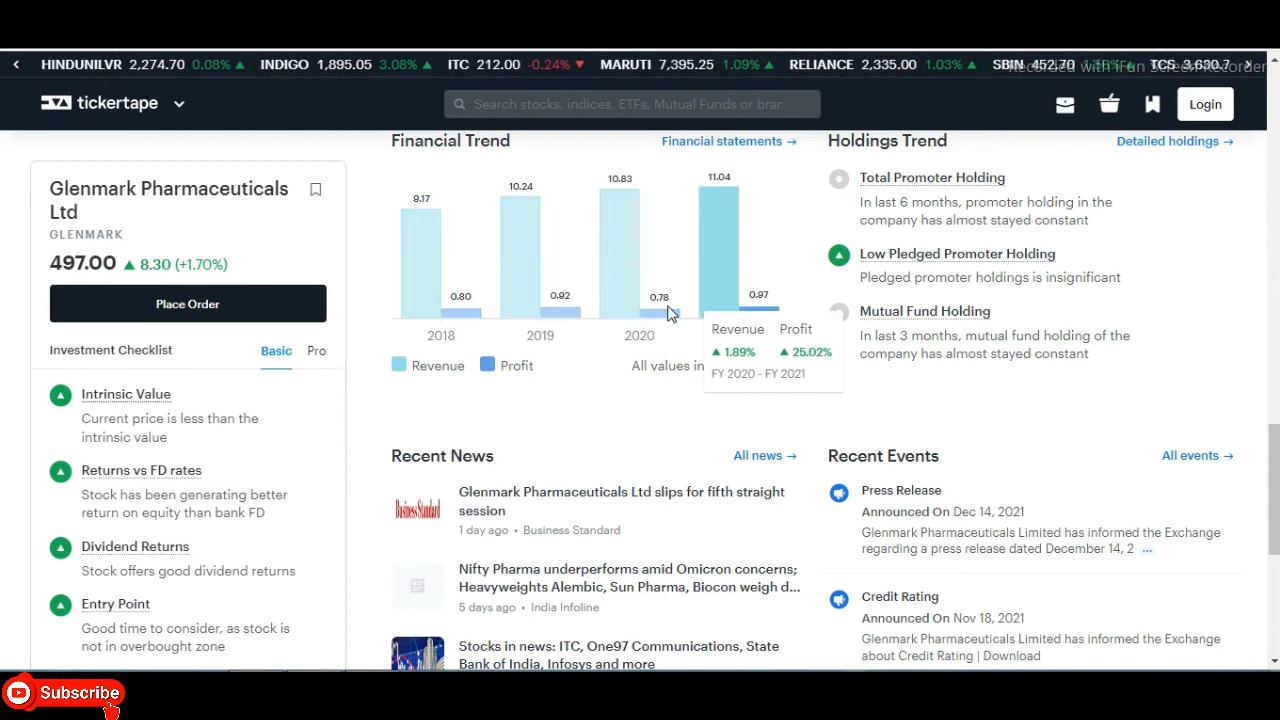 HINDUNILVR 2,274.70 0.08% INDIGO 1,895.05 3.08% ITC 212.00 -0.24% MARUTI 7,395.25 1.09% RELIANCE 2,335.00 1.03% SBIN 452.70 TCS 3,630.7
Recorded with iFun Screen Recorder
tickertape
Search stocks, indices, ETFs, Mutual Funds or bran
Login
Glenmark Pharmaceuticals
Ltd
GLENMARK
497.00 8.30 (+1.70%)
Place Order
Investment Checklist Basic Pro
Intrinsic Value
Current price is less than the
intrinsic value
Returns vs FD rates
Stock has been generating better
return on equity than bank FD
Dividend Returns
Stock offers good dividend returns
Entry Point
Good time to consider, as stock is
not in overbought zone
Financial Trend Financial statements →
9.17 10.24 10.83 11.04
0.80 0.92 0.78 0.97
2018 2019 2020
Revenue Profit All values in
Revenue Profit
1.89% 25.02%
FY 2020 - FY 2021
Holdings Trend Detailed holdings →
Total Promoter Holding
In last 6 months, promoter holding in the
company has almost stayed constant
Low Pledged Promoter Holding
Pledged promoter holdings is insignificant
Mutual Fund Holding
In last 3 months, mutual fund holding of the
company has almost stayed constant
Recent News All news →
Business Standard
Glenmark Pharmaceuticals Ltd slips for fifth straight
session
1 day ago • Business Standard
Nifty Pharma underperforms amid Omicron concerns;
Heavyweights Alembic, Sun Pharma, Biocon weigh d...
5 days ago • India Infoline
Stocks in news: ITC, One97 Communications, State
Bank of India, Infosys and more
Recent Events All events →
Press Release
Announced On Dec 14, 2021
Glenmark Pharmaceuticals Limited has informed the Exchange
regarding a press release dated December 14, 2 ...
Credit Rating
Announced On Nov 18, 2021
Glenmark Pharmaceuticals Limited has informed the Exchange
about Credit Rating | Download
Subscribe